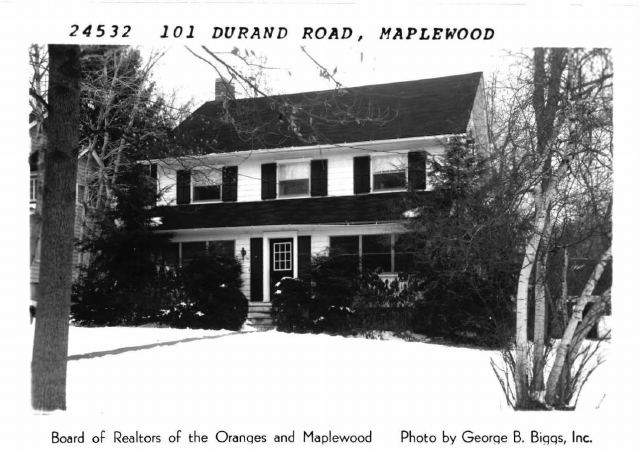 24532 101 DURAND ROAD, MAPLEWOOD
Board of Realtors of the Oranges and Maplewood Photo by George B. Biggs, Inc.